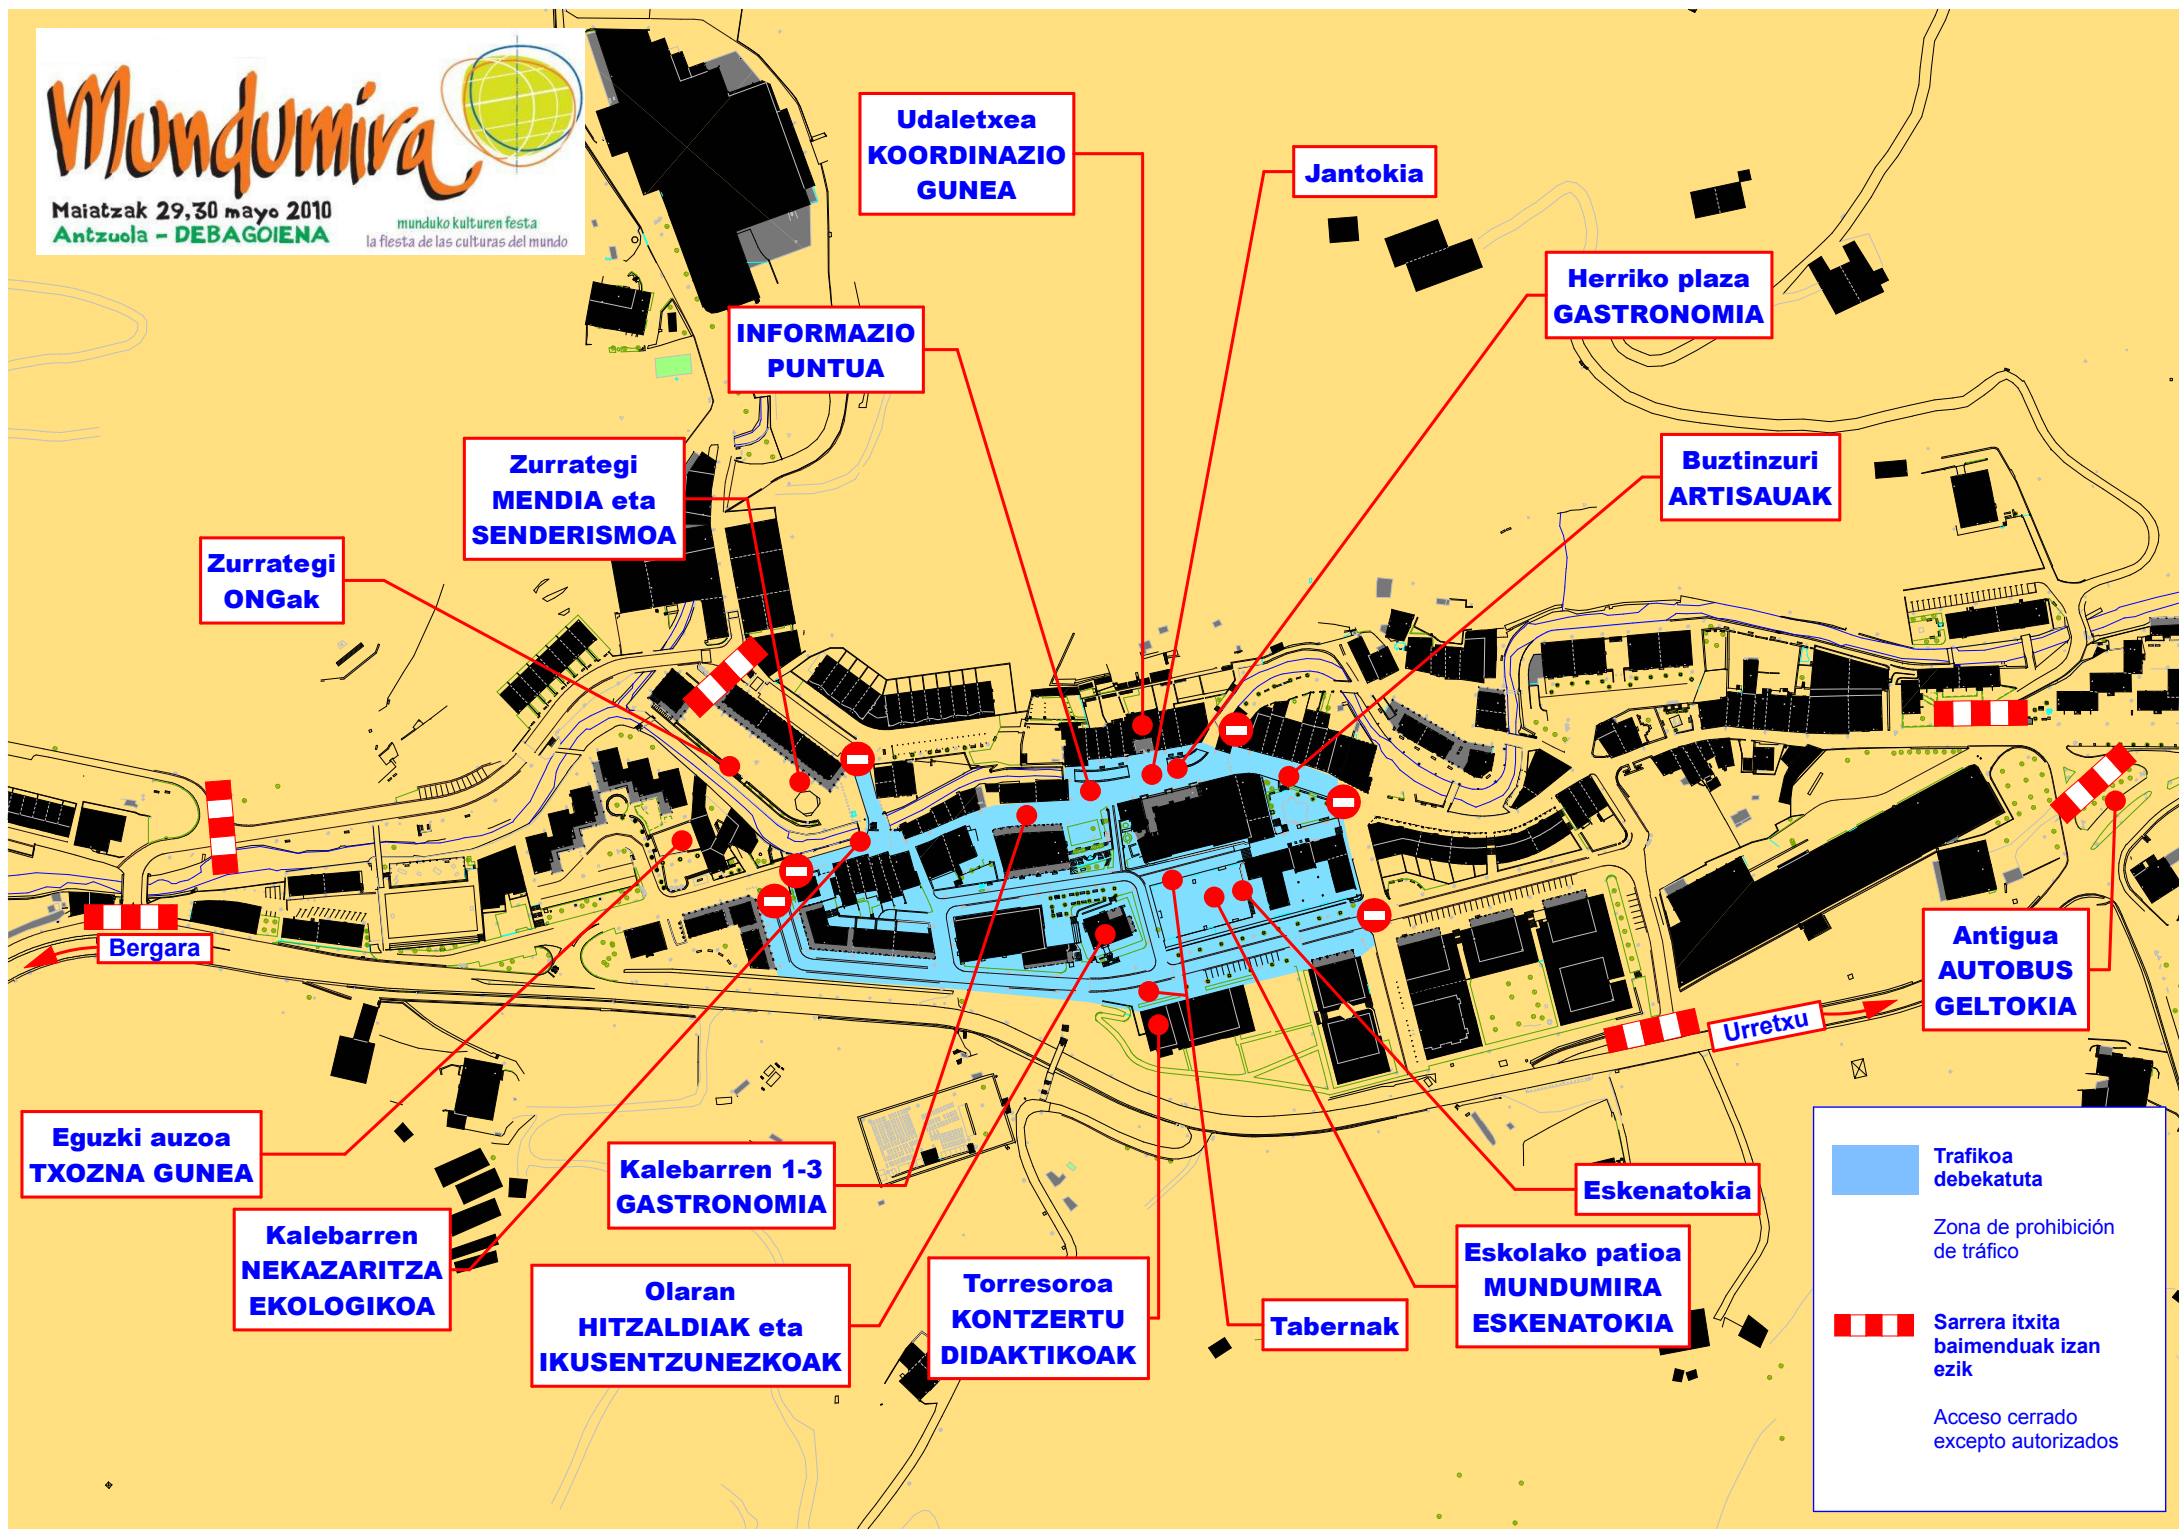 Mundumira
Maiatzak 29,30 mayo 2010
Antzuola - DEBAGOIENA
munduko kulturen festa
la fiesta de las culturas del mundo
Udaletxea
KOORDINAZIO
GUNEA
Jantokia
Herriko plaza
GASTRONOMIA
INFORMAZIO
PUNTUA
Zurrategi
MENDIA eta
SENDERISMOA
Buztinzuri
ARTISAUAK
Zurrategi
ONGak
Bergara
Antigua
AUTOBUS
GELTOKIA
Urretxu
Eguzki auzoa
TXOZNA GUNEA
Kalebarren 1-3
GASTRONOMIA
Eskenatokia
Kalebarren
NEKAZARITZA
EKOLOGIKOA
Olaran
HITZALDIAK eta
IKUSENTZUNEZKOAK
Torresoroa
KONTZERTU
DIDAKTIKOAK
Tabernak
Eskolako patioa
MUNDUMIRA
ESKENATOKIA
Trafikoa
debekatuta
Zona de prohibición
de tráfico
Sarrera itxita
baimenduak izan
ezik
Acceso cerrado
excepto autorizados